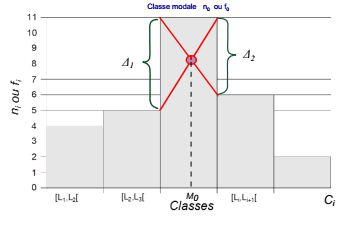 Classe modale n₀ ou f₀
nᵢ ou fᵢ
11
10
9
8
7
6
5
4
3
2
1
0
Δ₁
Δ₂
[L₁,L₂[
[L₂,L₃[
M0
[Lᵢ,Lᵢ₊₁[
Cᵢ
Classes